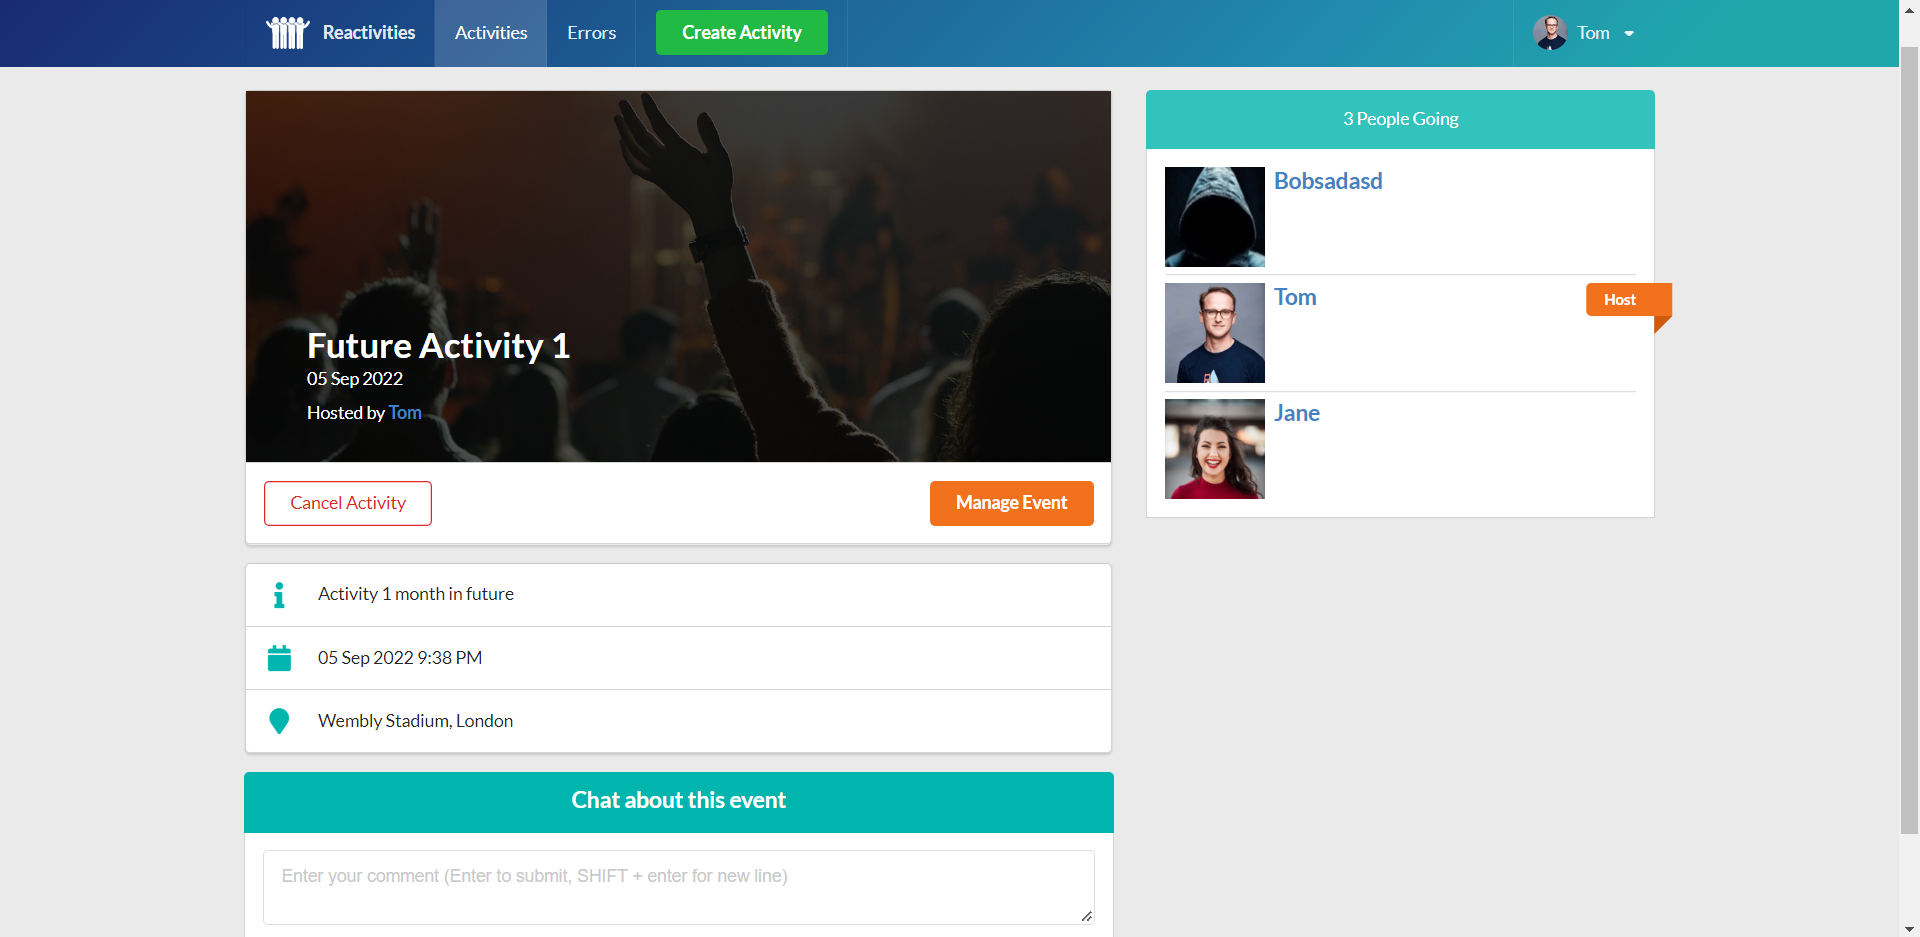 Reactivities
Activities
Errors
Create Activity
Tom
Future Activity 1
05 Sep 2022
Hosted by Tom
Cancel Activity
Manage Event
Activity 1 month in future
05 Sep 2022 9:38 PM
Wembly Stadium, London
Chat about this event
Enter your comment (Enter to submit, SHIFT + enter for new line)
3 People Going
Bobsadasd
Tom
Host
Jane